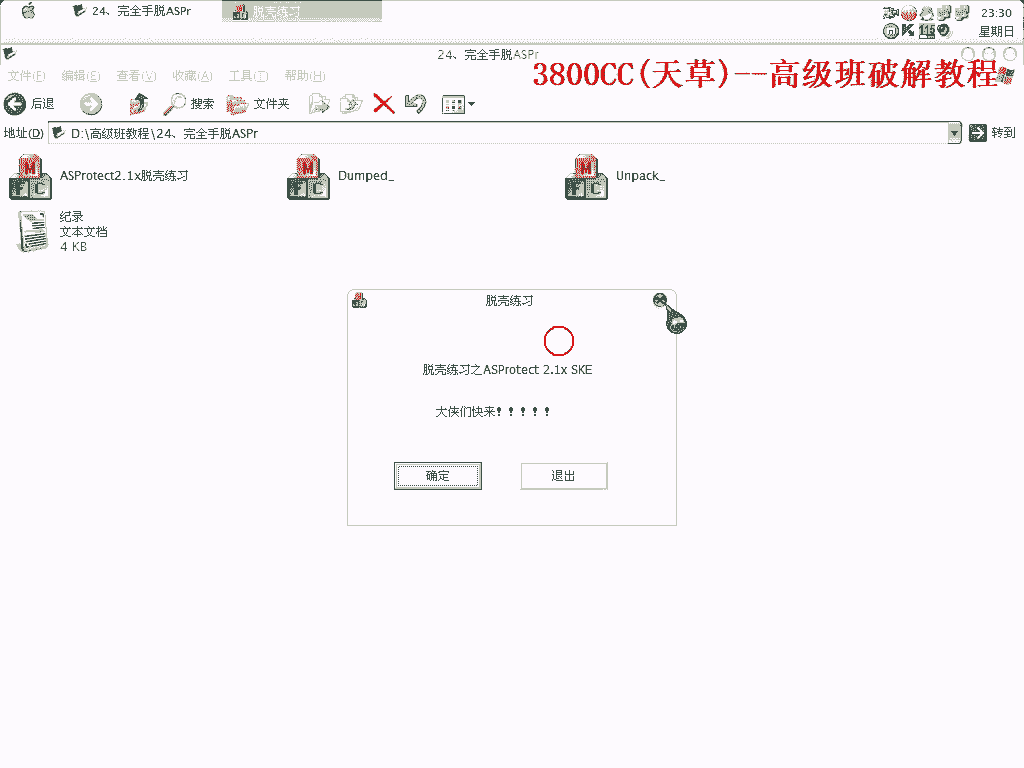 24、完全手脱ASPr
脱壳练习
23:30
星期日
24、完全手脱ASPr
3800CC(天草)--高级班破解教程
文件(F) 编辑(E) 查看(V) 收藏(A) 工具(T) 帮助(H)
后退 搜索 文件夹
地址(D) D:\高级班教程\24、完全手脱ASPr 转到
ASProtect2.1x脱壳练习 Dumped_ Unpack_
纪录
文本文档
4 KB
脱壳练习
脱壳练习之ASProtect 2.1x SKE
大侠们快来！！！！！
确定 退出